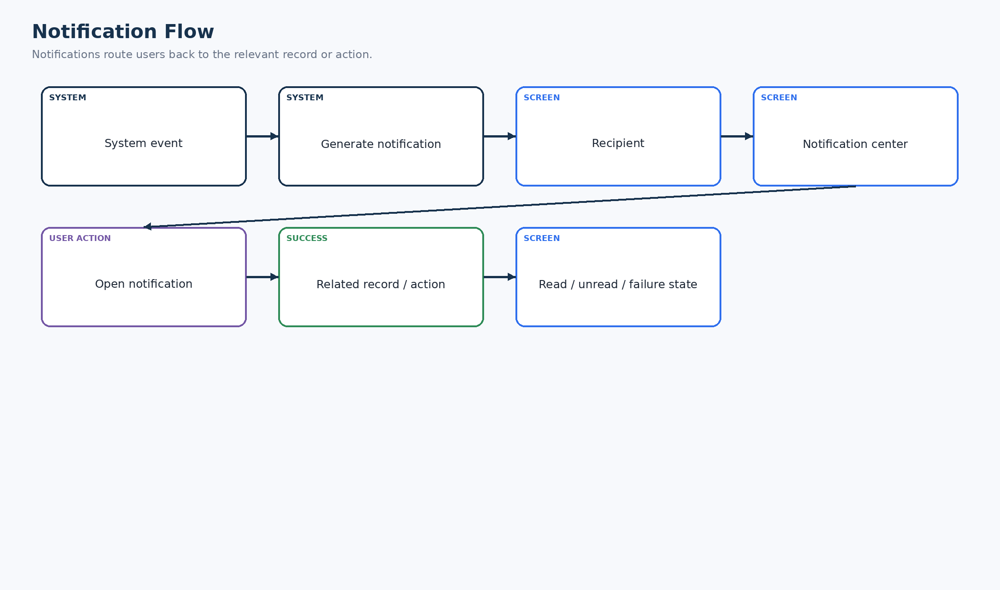 Notification Flow
Notifications route users back to the relevant record or action.
SYSTEM
System event
SYSTEM
Generate notification
SCREEN
Recipient
SCREEN
Notification center
USER ACTION
Open notification
SUCCESS
Related record / action
SCREEN
Read / unread / failure state